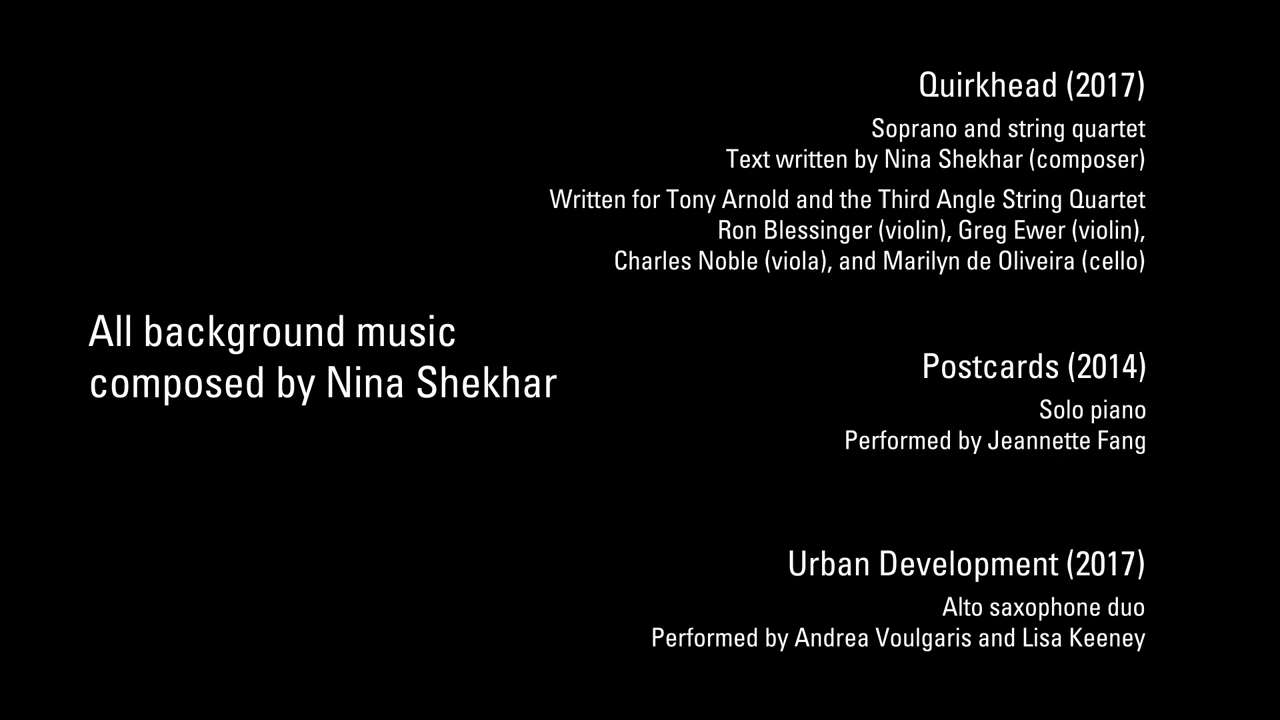 Quirkhead (2017)
Soprano and string quartet
Text written by Nina Shekhar (composer)
Written for Tony Arnold and the Third Angle String Quartet
Ron Blessinger (violin), Greg Ewer (violin),
Charles Noble (viola), and Marilyn de Oliveira (cello)
All background music
composed by Nina Shekhar
Postcards (2014)
Solo piano
Performed by Jeannette Fang
Urban Development (2017)
Alto saxophone duo
Performed by Andrea Voulgaris and Lisa Keeney